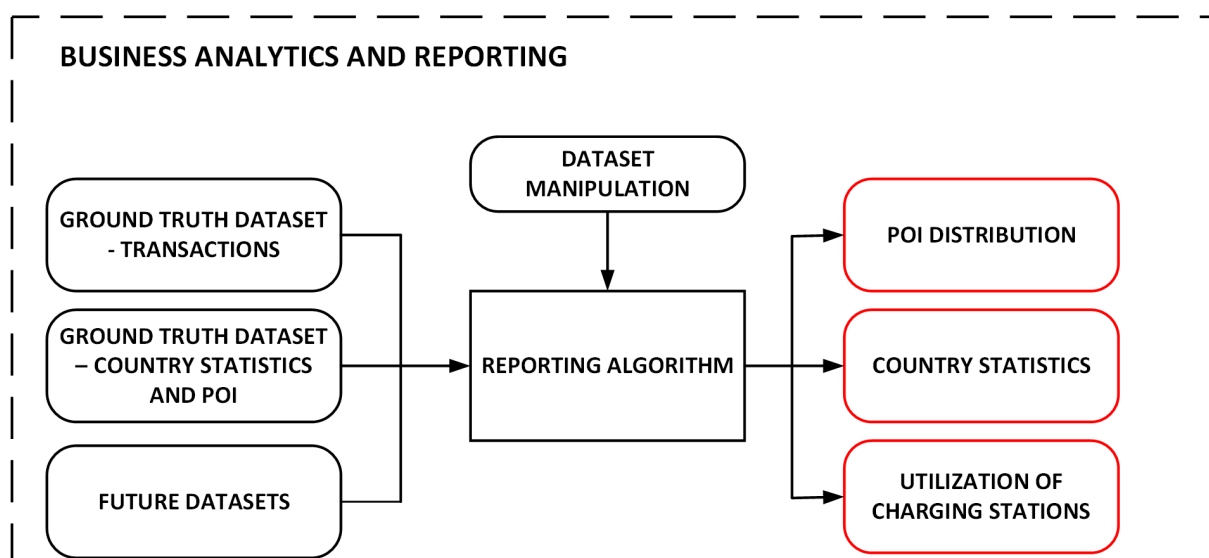 BUSINESS ANALYTICS AND REPORTING
DATASET
MANIPULATION
GROUND TRUTH DATASET
- TRANSACTIONS
GROUND TRUTH DATASET
– COUNTRY STATISTICS
AND POI
FUTURE DATASETS
REPORTING ALGORITHM
POI DISTRIBUTION
COUNTRY STATISTICS
UTILIZATION OF
CHARGING STATIONS